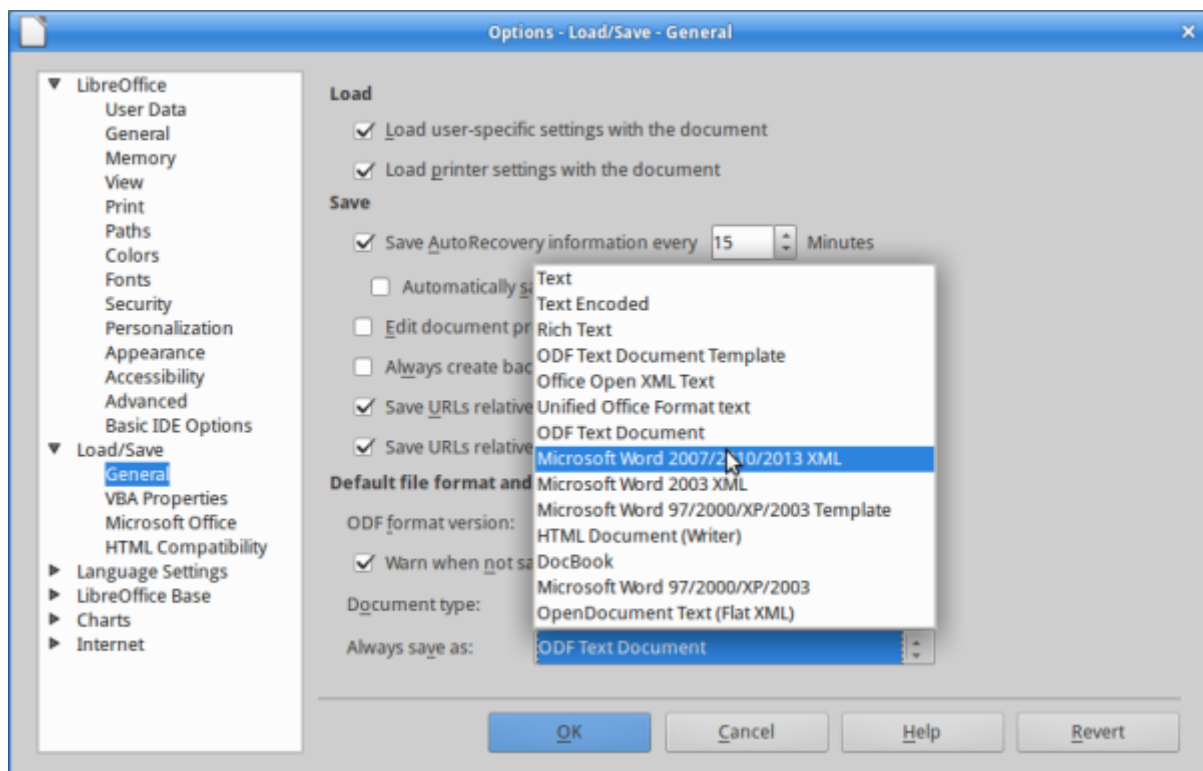 Options - Load/Save - General
LibreOffice
User Data
General
Memory
View
Print
Paths
Colors
Fonts
Security
Personalization
Appearance
Accessibility
Advanced
Basic IDE Options
Load/Save
General
VBA Properties
Microsoft Office
HTML Compatibility
Language Settings
LibreOffice Base
Charts
Internet
Load
Load user-specific settings with the document
Load printer settings with the document
Save
Save AutoRecovery information every 15 Minutes
Automatically
Edit document
Always create
Save URLs relative
Save URLs relative
Default file format and
ODF format version:
Warn when not
Document type:
Always save as: ODF Text Document
Text
Text Encoded
Rich Text
ODF Text Document Template
Office Open XML Text
Unified Office Format text
ODF Text Document
Microsoft Word 2007/2010/2013 XML
Microsoft Word 2003 XML
Microsoft Word 97/2000/XP/2003 Template
HTML Document (Writer)
DocBook
Microsoft Word 97/2000/XP/2003
OpenDocument Text (Flat XML)
OK
Cancel
Help
Revert